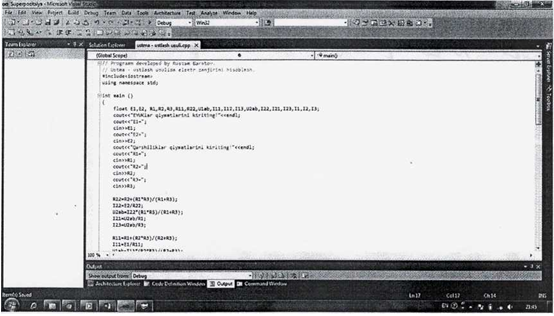 Superpozitsiya - Microsoft Visual Studio
File Edit View Project Build Debug Team Data Tools Architecture Test Analyze Window Help
Debug Win32
Team Explorer
Solution Explorer ustma - ustlash usuli.cpp
(Global Scope) main()
// Programm developed by Rustam Baratov.
// Ustma - ustlash usulida elektr zanjirini hisoblash.
#include<iostream>
using namespace std;
int main ()
{
float E1,E2, R1,R2,R3,R11,R22,U1ab,I11,I12,I13,U2ab,I22,I21,I23,I1,I2,I3;
cout<<"EYUKlar qiymatlarini kiriting!"<<endl;
cout<<"E1=";
cin>>E1;
cout<<"E2=";
cin>>E2;
cout<<"Qarshiliklar qiymatlarini kiriting!"<<endl;
cout<<"R1=";
cin>>R1;
cout<<"R2=";
cin>>R2;
cout<<"R3=";
cin>>R3;
R22=R2+(R1*R3)/(R1+R3);
I22=E2/R22;
U2ab=I22*(R1*R3)/(R1+R3);
I21=U2ab/R1;
I23=U2ab/R3;
R11=R1+(R2*R3)/(R2+R3);
I11=E1/R11;
100 %
Output
Show output from: Debug
Architecture Explorer Code Definition Window Output Command Window
Item(s) Saved Ln 17 Col 17 Ch 14 INS
EN 21:45
Server Explorer
Toolbox